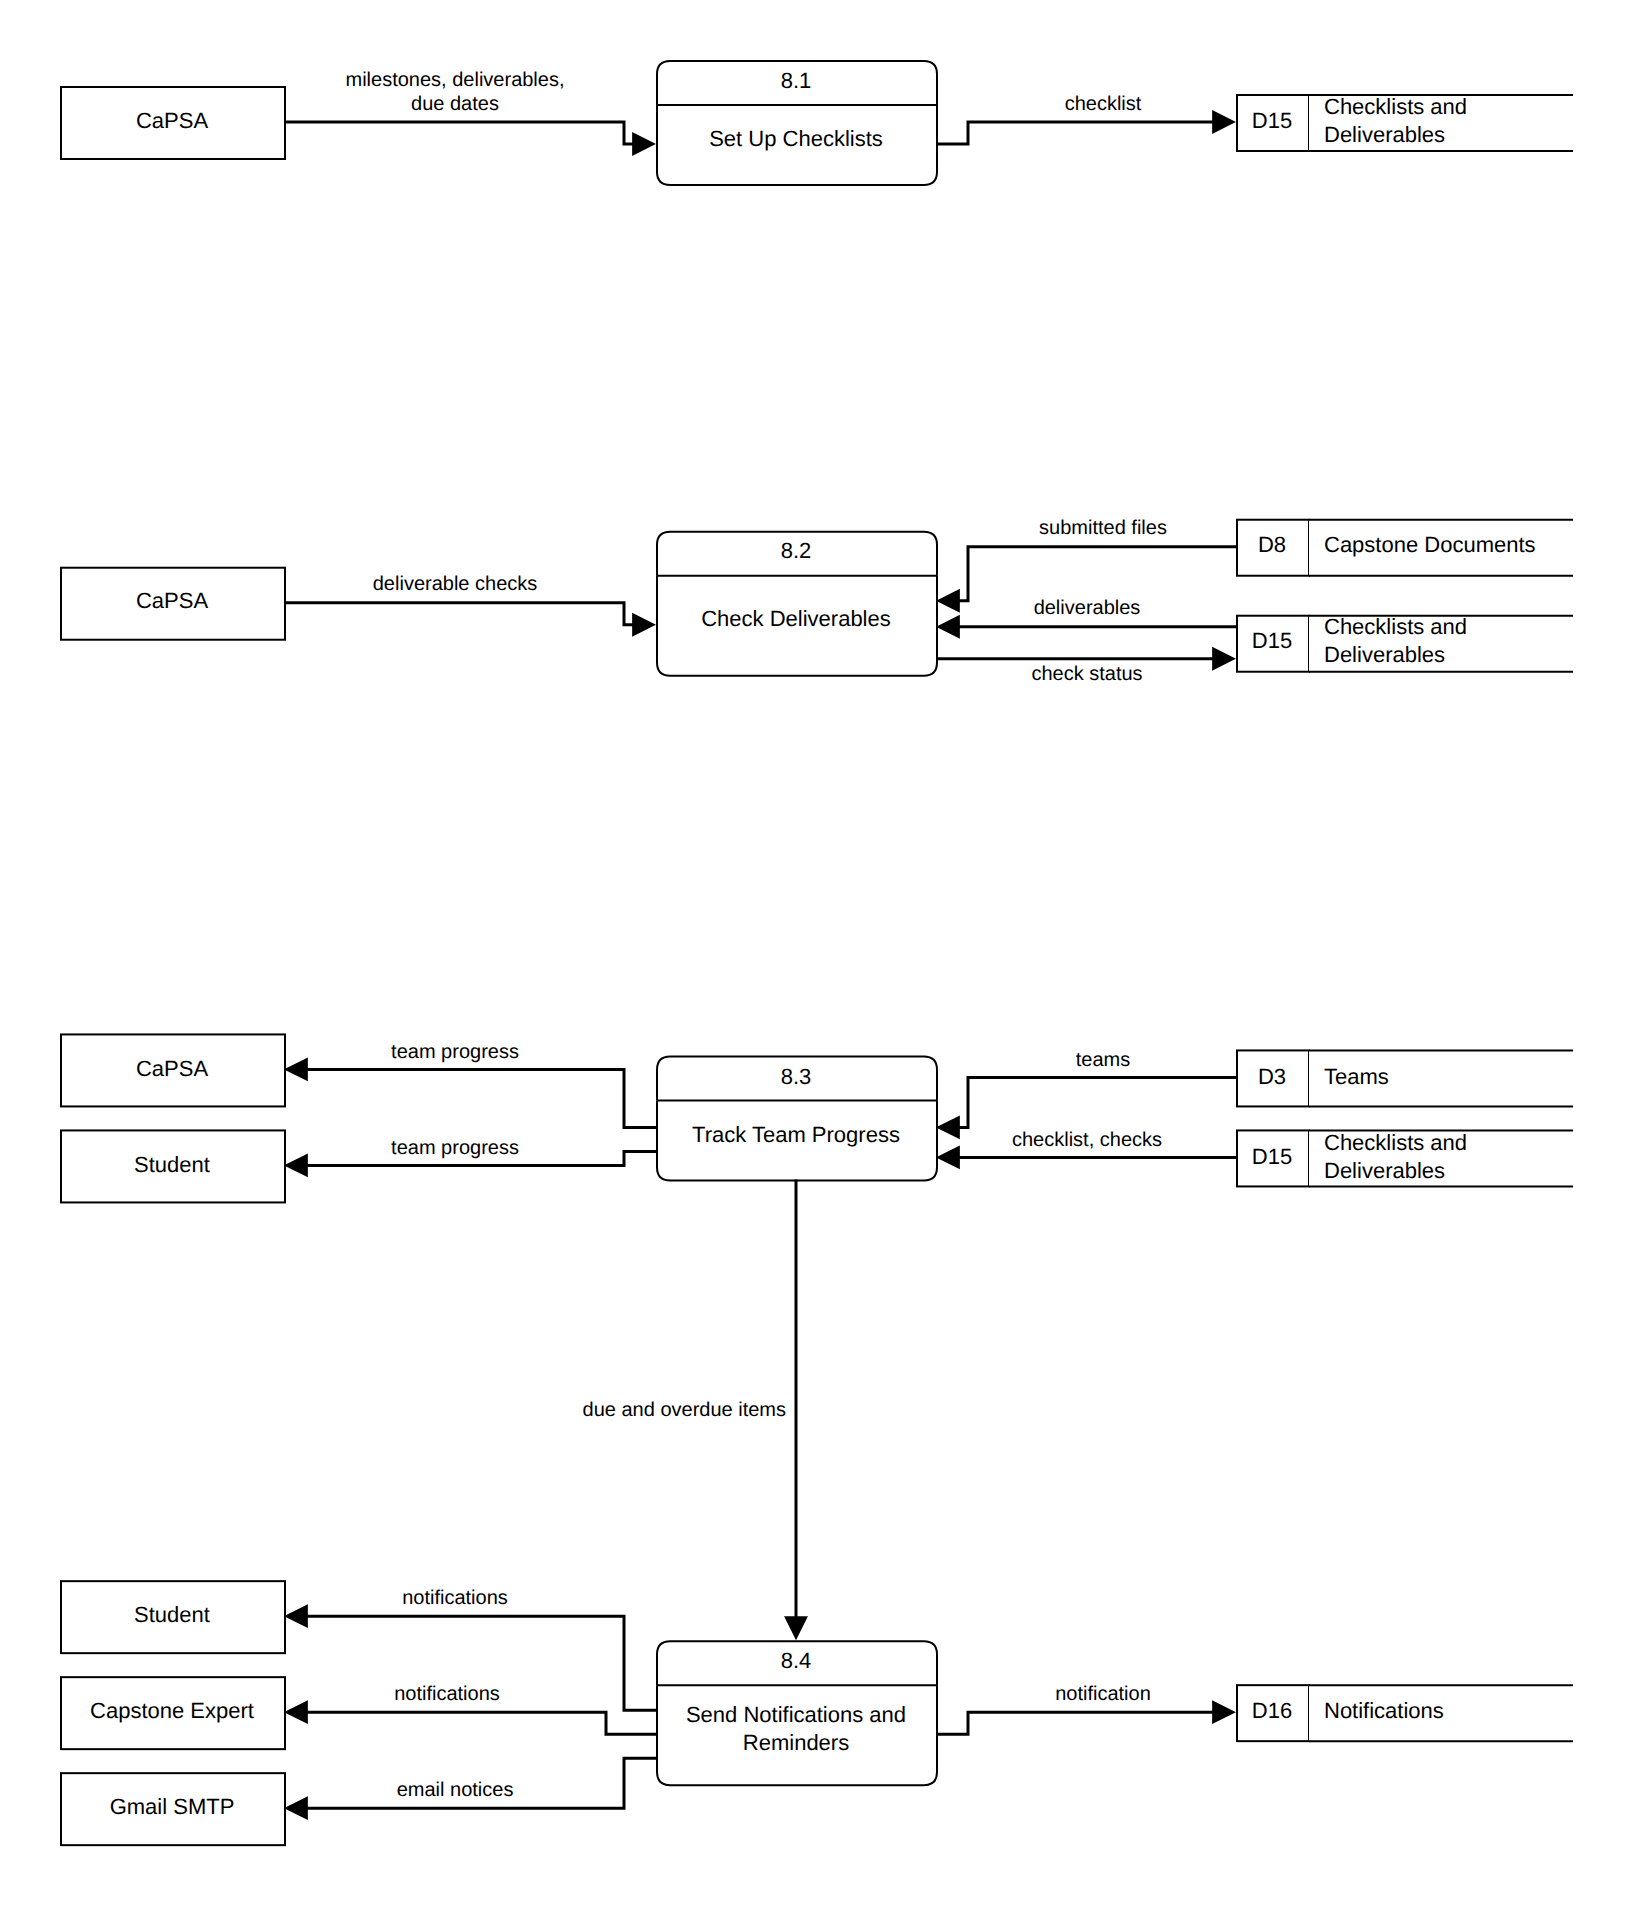 CaPSA
milestones, deliverables,
due dates
8.1
Set Up Checklists
checklist
D15
Checklists and
Deliverables
CaPSA
deliverable checks
8.2
Check Deliverables
submitted files
D8
Capstone Documents
deliverables
check status
D15
Checklists and
Deliverables
CaPSA
team progress
Student
team progress
8.3
Track Team Progress
teams
D3
Teams
checklist, checks
D15
Checklists and
Deliverables
due and overdue items
Student
notifications
Capstone Expert
notifications
Gmail SMTP
email notices
8.4
Send Notifications and
Reminders
notification
D16
Notifications